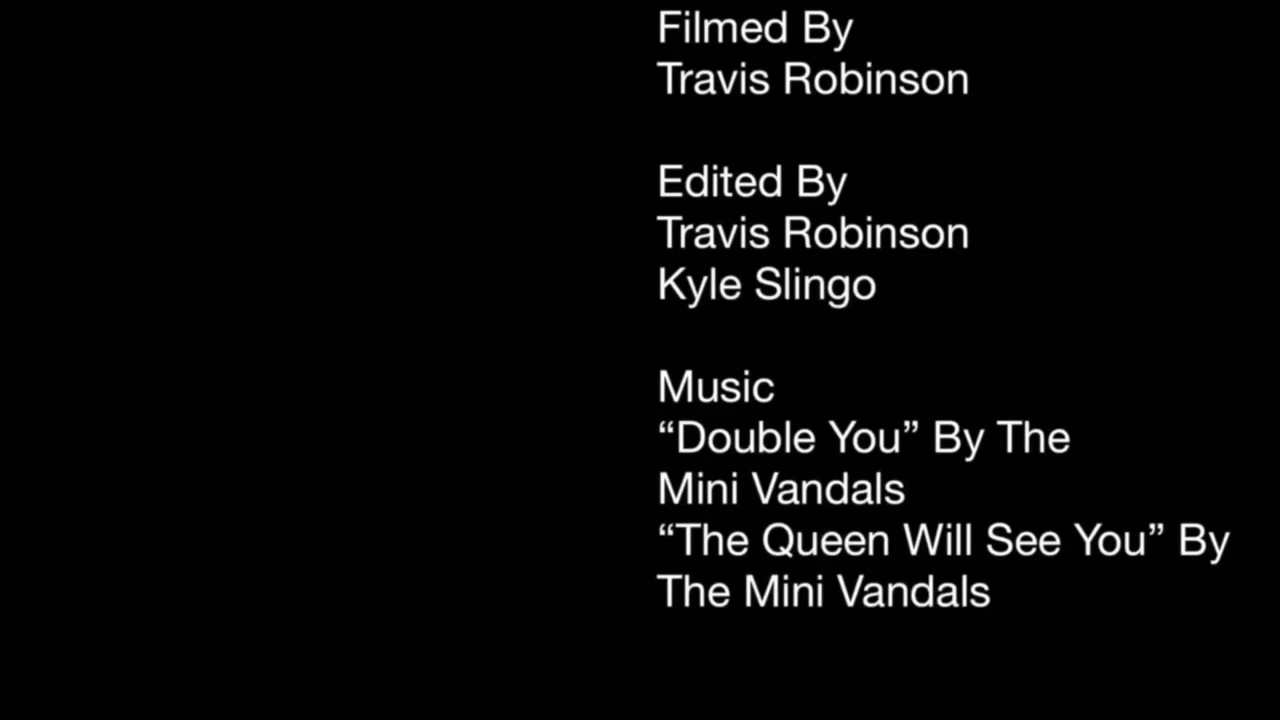 Filmed By
Travis Robinson
Edited By
Travis Robinson
Kyle Slingo
Music
“Double You” By The
Mini Vandals
“The Queen Will See You” By
The Mini Vandals